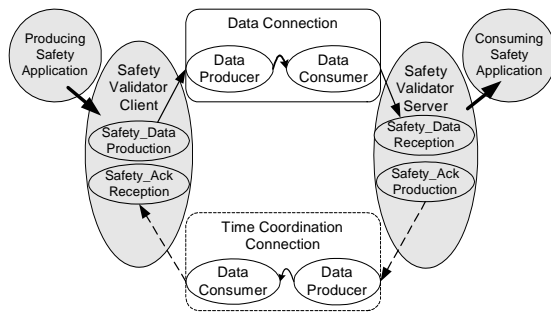 Data Connection
Producing
Safety
Application
Consuming
Safety
Application
Safety
Validator
Client
Data
Producer
Data
Consumer
Safety
Validator
Server
Safety_Data
Production
Safety_Data
Reception
Safety_Ack
Reception
Safety_Ack
Production
Time Coordination
Connection
Data
Consumer
Data
Producer